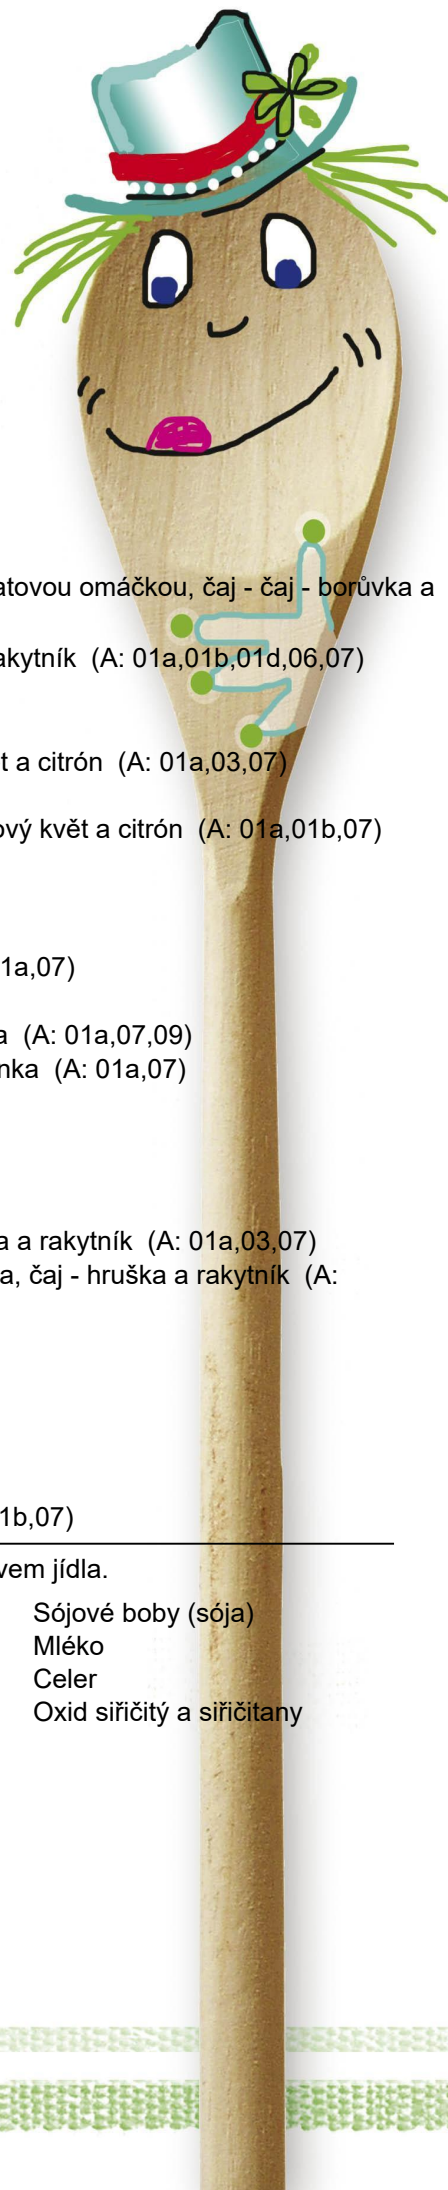 atovou omáčkou, čaj - čaj - borůvka a
akytník (A: 01a,01b,01d,06,07)
t a citrón (A: 01a,03,07)
ový květ a citrón (A: 01a,01b,07)
1a,07)
a (A: 01a,07,09)
nka (A: 01a,07)
a a rakytník (A: 01a,03,07)
a, čaj - hruška a rakytník (A:
1b,07)
vem jídla.
Sójové boby (sója)
Mléko
Celer
Oxid siřičitý a siřičitany